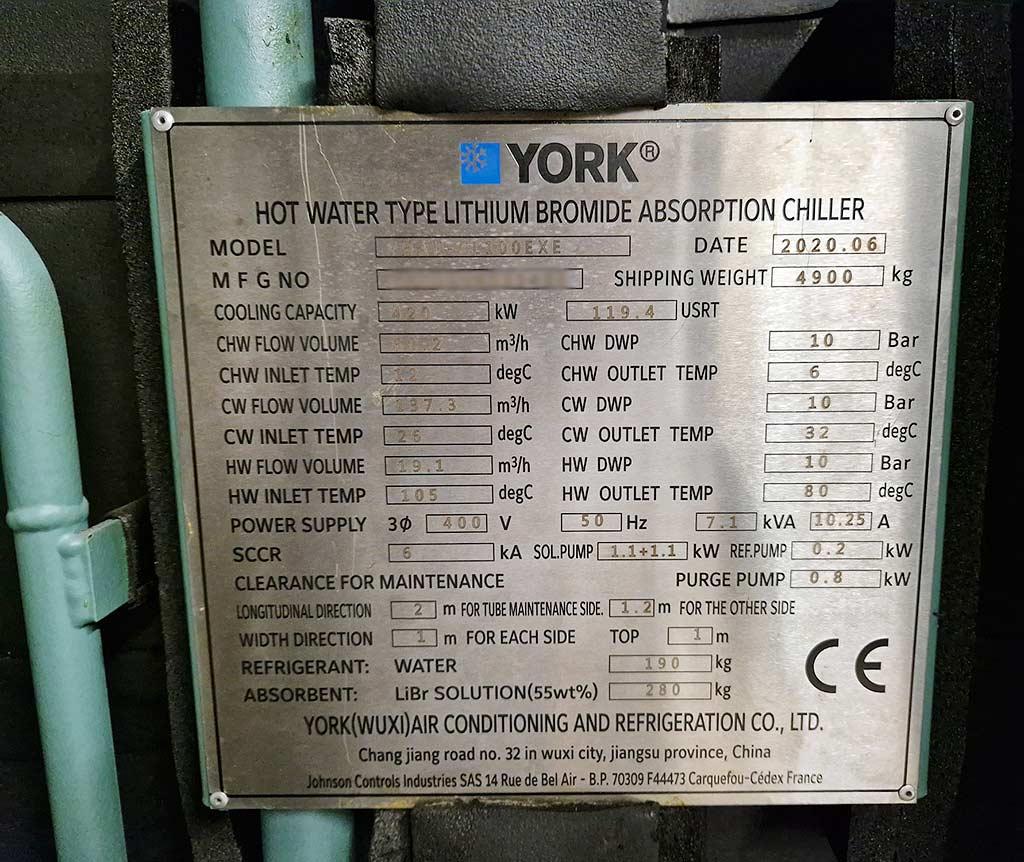 YORK®
HOT WATER TYPE LITHIUM BROMIDE ABSORPTION CHILLER
MODEL DATE 2020.06
MFG NO SHIPPING WEIGHT 4900 kg
COOLING CAPACITY 420 kW 119.4 USRT
CHW FLOW VOLUME m³/h CHW DWP 10 Bar
CHW INLET TEMP 12 degC CHW OUTLET TEMP 6 degC
CW FLOW VOLUME 137.3 m³/h CW DWP 10 Bar
CW INLET TEMP 26 degC CW OUTLET TEMP 32 degC
HW FLOW VOLUME 19.1 m³/h HW DWP 10 Bar
HW INLET TEMP 105 degC HW OUTLET TEMP 80 degC
POWER SUPPLY 3Φ 400 V 50 Hz 7.1 kVA 10.25 A
SCCR 6 kA SOL.PUMP 1.1+1.1 kW REF.PUMP 0.2 kW
CLEARANCE FOR MAINTENANCE PURGE PUMP 0.8 kW
LONGITUDINAL DIRECTION 2 m FOR TUBE MAINTENANCE SIDE. 1.2 m FOR THE OTHER SIDE
WIDTH DIRECTION 1 m FOR EACH SIDE TOP 1 m
REFRIGERANT: WATER 190 kg
ABSORBENT: LiBr SOLUTION(55wt%) 280 kg
CE
YORK(WUXI)AIR CONDITIONING AND REFRIGERATION CO., LTD.
Chang jiang road no. 32 in wuxi city, jiangsu province, China
Johnson Controls Industries SAS 14 Rue de Bel Air - B.P. 70309 F44473 Carquefou-Cédex France